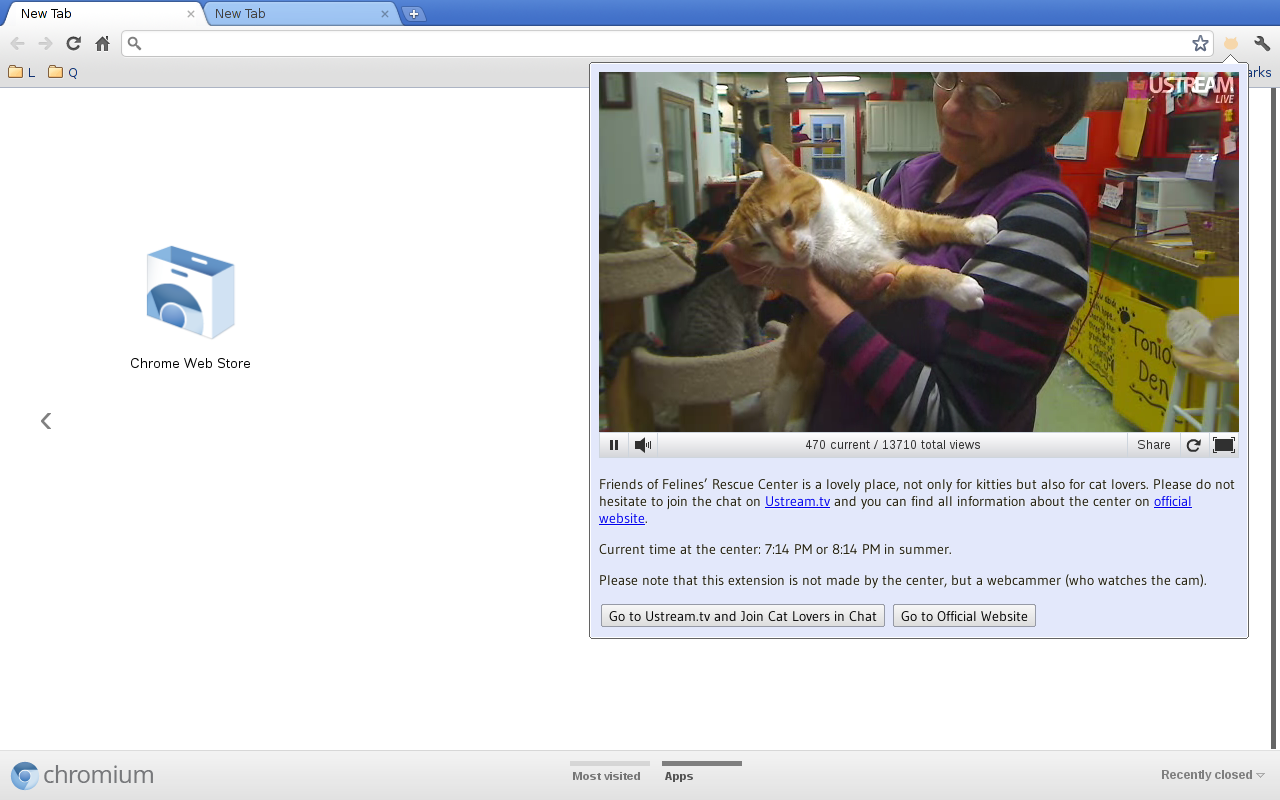 New Tab
New Tab
L
Q
arks
USTREAM
LIVE
Tonio
Den
Chrome Web Store
470 current / 13710 total views
Share
Friends of Felines’ Rescue Center is a lovely place, not only for kitties but also for cat lovers. Please do not
hesitate to join the chat on Ustream.tv and you can find all information about the center on official
website.
Current time at the center: 7:14 PM or 8:14 PM in summer.
Please note that this extension is not made by the center, but a webcammer (who watches the cam).
Go to Ustream.tv and Join Cat Lovers in Chat
Go to Official Website
chromium
Most visited
Apps
Recently closed